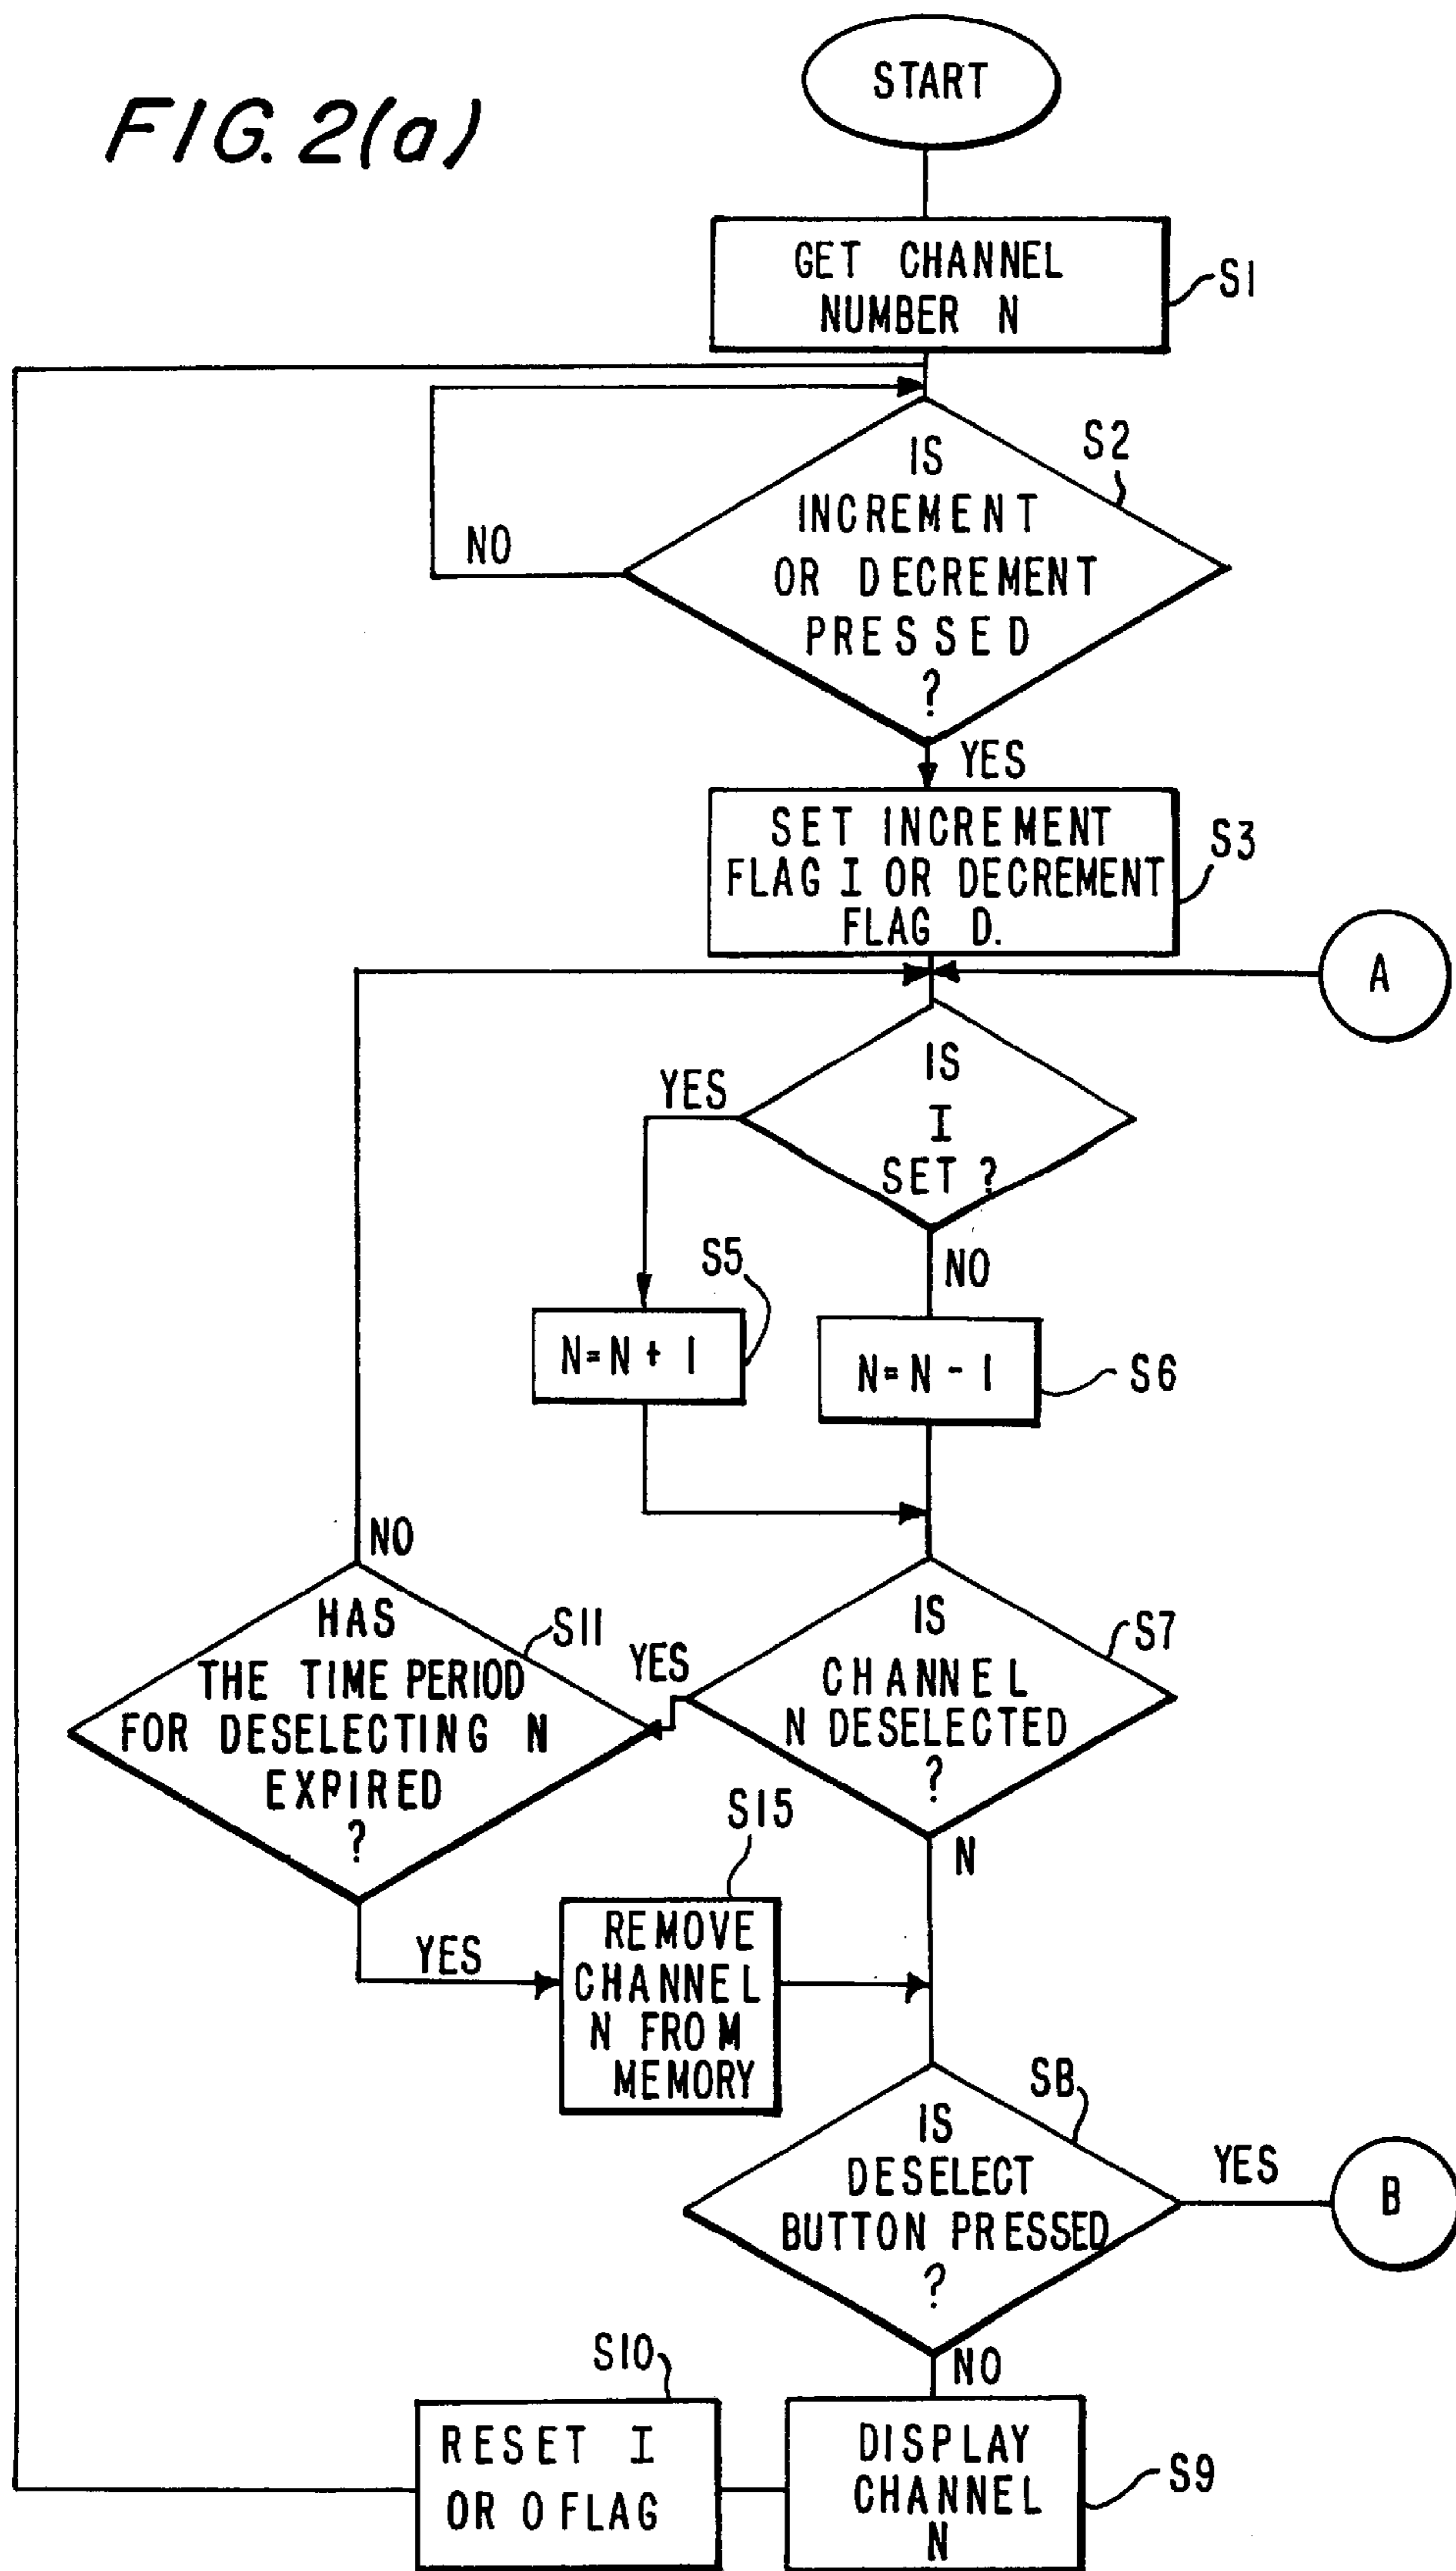 FIG. 2(a)
START
GET CHANNEL
NUMBER N
S1
IS
INCREMENT
OR DECREMENT
PRESSED
?
S2
NO
YES
SET INCREMENT
FLAG I OR DECREMENT
FLAG D.
S3
A
IS
I
SET ?
YES
NO
S5
N=N+1
N=N-1
S6
NO
HAS
THE TIME PERIOD
FOR DESELECTING N
EXPIRED
?
S11
YES
IS
CHANNEL
N DESELECTED
?
S7
N
YES
S15
REMOVE
CHANNEL
N FROM
MEMORY
IS
DESELECT
BUTTON PRESSED
?
S8
YES
B
NO
S10
RESET I
OR O FLAG
DISPLAY
CHANNEL
N
S9